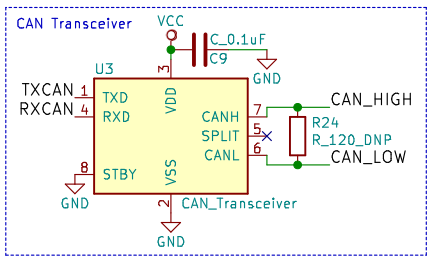 CAN Transceiver
VCC
C_0.1uF
C9
GND
U3
3
TXCAN 1 TXD
RXCAN 4 RXD
VDD
CANH 7 CAN_HIGH
SPLIT 5
R24
R_120_DNP
CANL 6 CAN_LOW
8 STBY
VSS
GND
2
CAN_Transceiver
GND